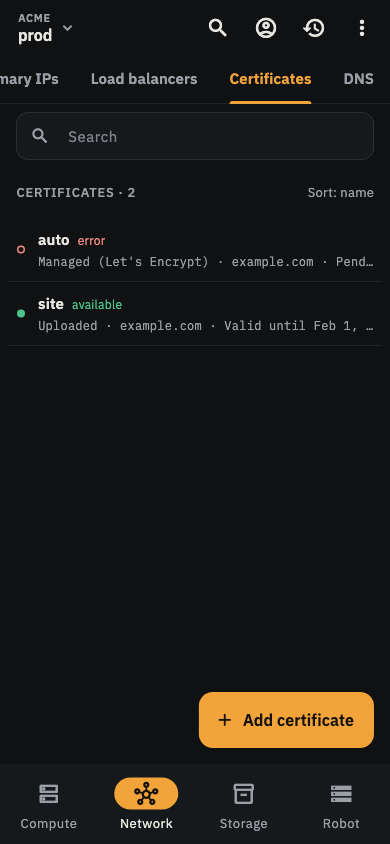 ACME
prod
mary IPs Load balancers Certificates DNS
Search
CERTIFICATES · 2 Sort: name
auto error
Managed (Let's Encrypt) · example.com · Pend…
site available
Uploaded · example.com · Valid until Feb 1, …
+ Add certificate
Compute Network Storage Robot